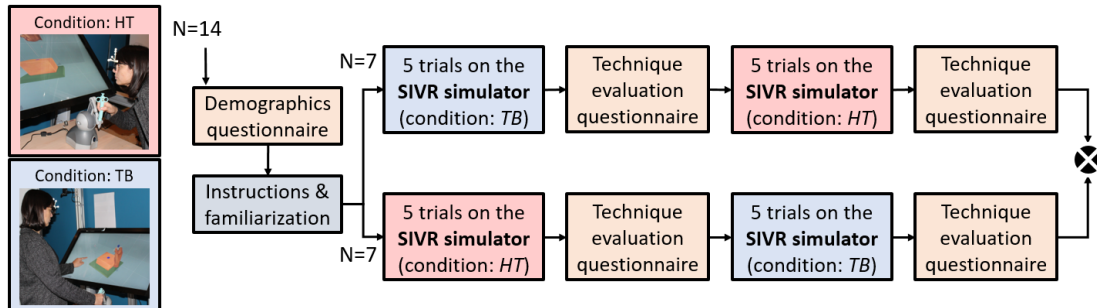 Condition: HT
Condition: TB
N=14
Demographics
questionnaire
Instructions &
familiarization
N=7
5 trials on the
SIVR simulator
(condition: TB)
Technique
evaluation
questionnaire
5 trials on the
SIVR simulator
(condition: HT)
Technique
evaluation
questionnaire
N=7
5 trials on the
SIVR simulator
(condition: HT)
Technique
evaluation
questionnaire
5 trials on the
SIVR simulator
(condition: TB)
Technique
evaluation
questionnaire